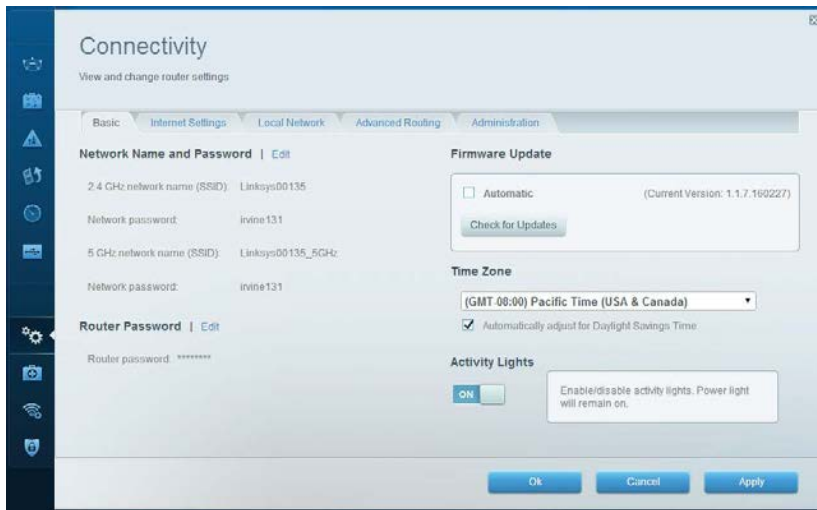 Connectivity
View and change router settings
Basic
Internet Settings
Local Network
Advanced Routing
Administration
Network Name and Password | Edit
2.4 GHz network name (SSID): Linksys00135
Network password: irvine131
5 GHz network name (SSID): Linksys00135_5GHz
Network password: irvine131
Router Password | Edit
Router password: ********
Firmware Update
Automatic
(Current Version: 1.1.7.160227)
Check for Updates
Time Zone
(GMT-08:00) Pacific Time (USA & Canada)
Automatically adjust for Daylight Savings Time
Activity Lights
ON
Enable/disable activity lights. Power light
will remain on.
Ok
Cancel
Apply